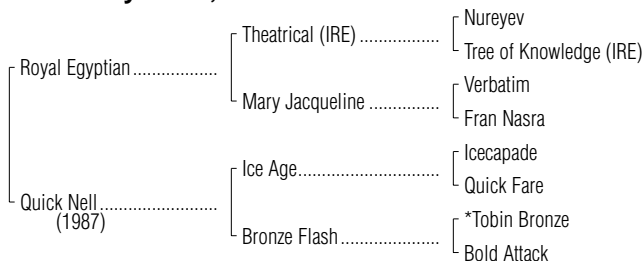 Nureyev
Theatrical (IRE) ..................
Tree of Knowledge (IRE)
Royal Egyptian ...................
Verbatim
Mary Jacqueline ................
Fran Nasra
Icecapade
Ice Age................................
Quick Fare
Quick Nell...........................
(1987)
*Tobin Bronze
Bronze Flash ......................
Bold Attack